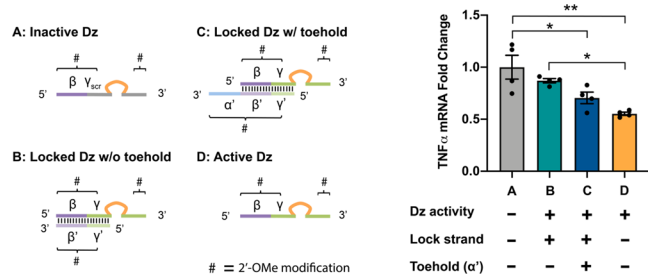 A: Inactive Dz
#
#
β γscr
5'
3'
B: Locked Dz w/o toehold
#
#
β γ
5'
3'
3'
5'
β' γ'
#
C: Locked Dz w/ toehold
#
#
β γ
5'
3'
3'
5'
α' β' γ'
#
D: Active Dz
#
#
β γ
5'
3'
# = 2'-OMe modification
TNFα mRNA Fold Change
1.5
1.0
0.5
0.0
**
*
*
A B C D
Dz activity − + + +
Lock strand − + + −
Toehold (α') − − + −